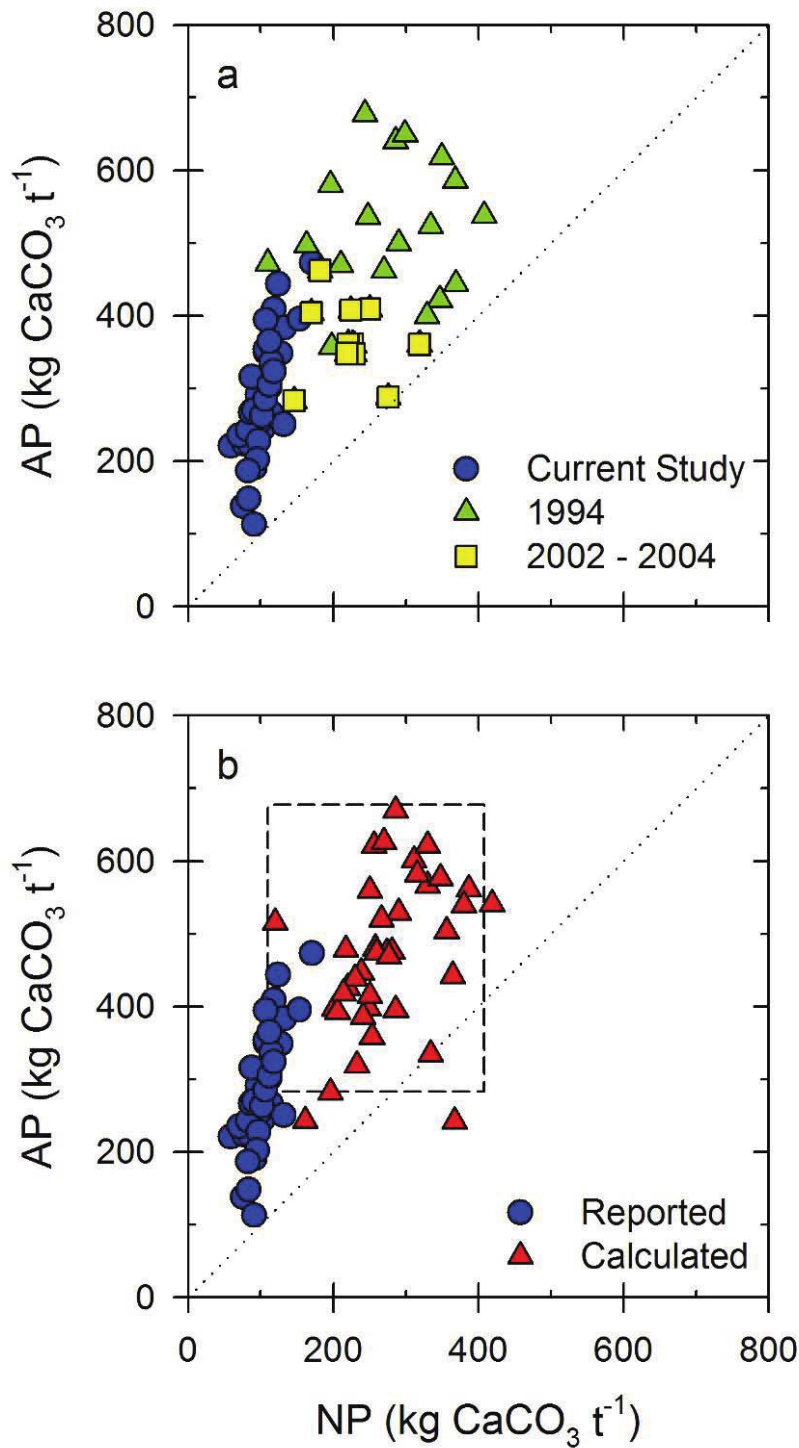 800
a
600
AP (kg CaCO3 t-1)
400
200
Current Study
1994
2002 - 2004
0
800
b
600
AP (kg CaCO3 t-1)
400
200
Reported
Calculated
0
0 200 400 600 800
NP (kg CaCO3 t-1)